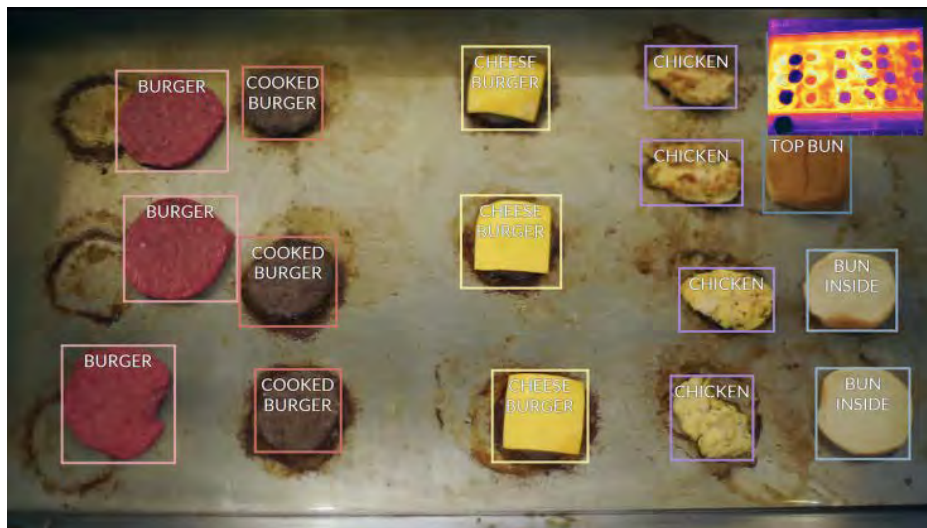 BURGER
COOKED
BURGER
CHEESE
BURGER
CHICKEN
CHICKEN
TOP BUN
BURGER
COOKED
BURGER
CHEESE
BURGER
CHICKEN
BUN
INSIDE
BURGER
COOKED
BURGER
CHEESE
BURGER
CHICKEN
BUN
INSIDE